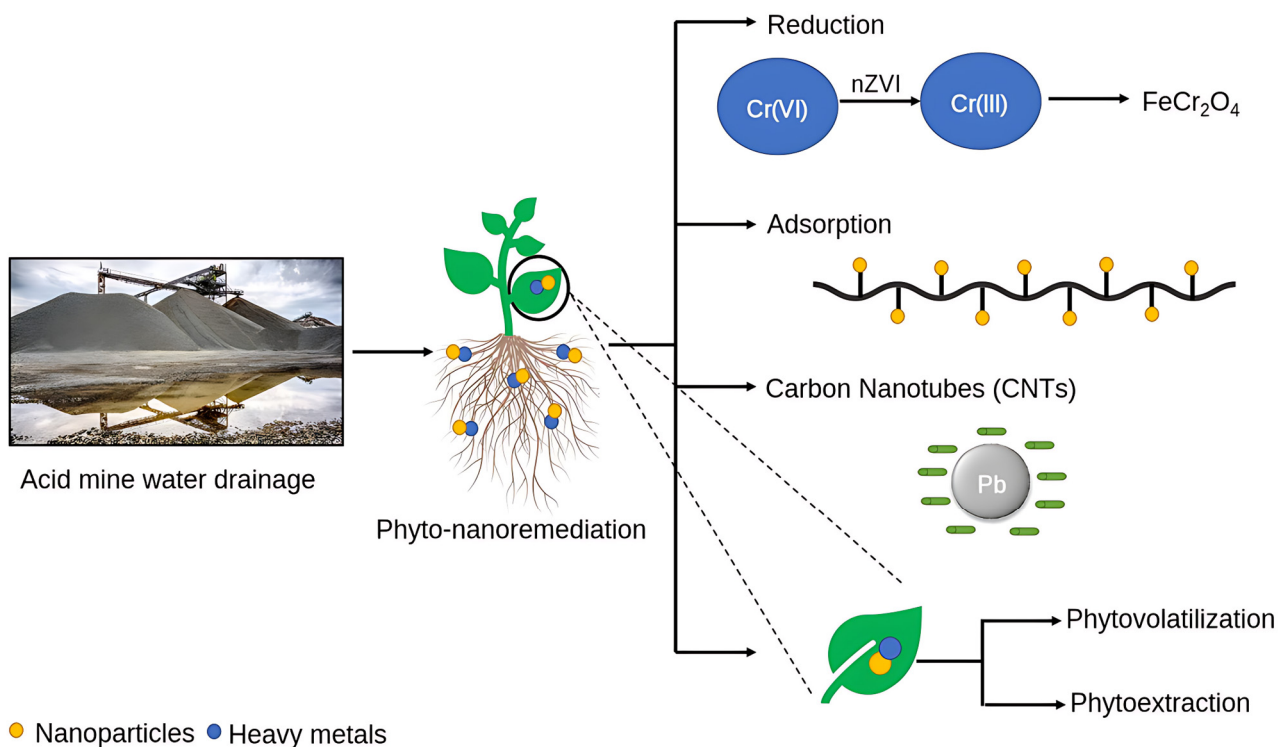 Reduction
nZVI
Cr(VI)
Cr(III)
FeCr₂O₄
Adsorption
Carbon Nanotubes (CNTs)
Acid mine water drainage
Pb
Phyto-nanoremediation
Phytovolatilization
Phytoextraction
Nanoparticles
Heavy metals